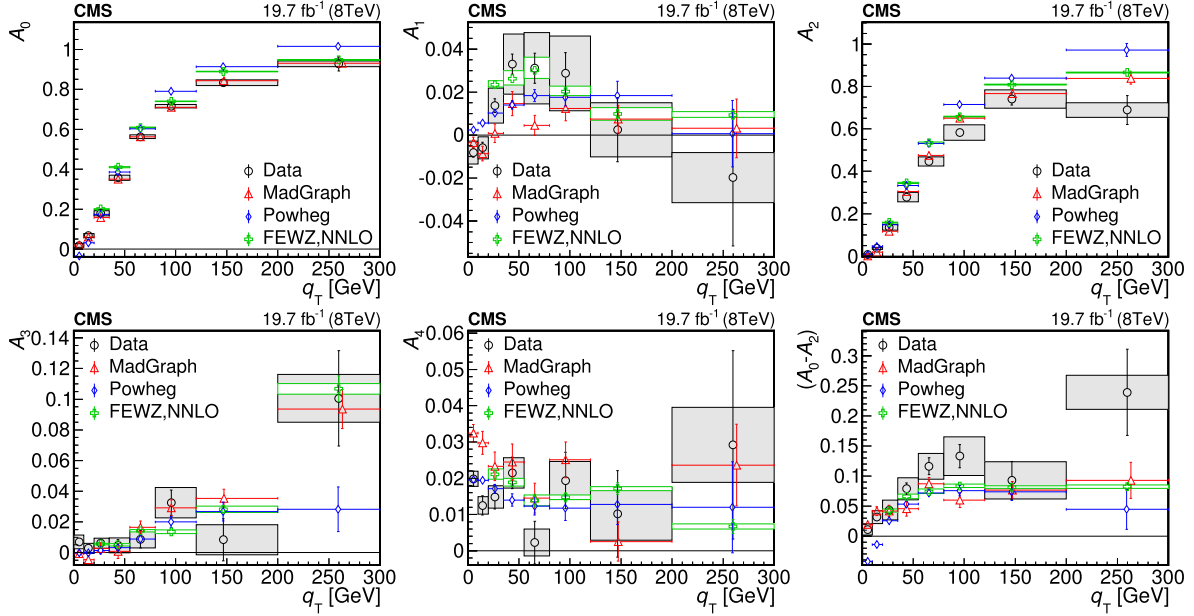 CMS 19.7 fb⁻¹ (8TeV)
A₀
1
0.8
0.6
0.4
0.2
0
Data
MadGraph
Powheg
FEWZ,NNLO
0 50 100 150 200 250 300
qT [GeV]
CMS 19.7 fb⁻¹ (8TeV)
A₁
0.04
0.02
0
-0.02
-0.04
Data
MadGraph
Powheg
FEWZ,NNLO
0 50 100 150 200 250 300
qT [GeV]
CMS 19.7 fb⁻¹ (8TeV)
A₂
1
0.8
0.6
0.4
0.2
0
Data
MadGraph
Powheg
FEWZ,NNLO
0 50 100 150 200 250 300
qT [GeV]
CMS 19.7 fb⁻¹ (8TeV)
A₃
0.14
0.12
0.1
0.08
0.06
0.04
0.02
0
Data
MadGraph
Powheg
FEWZ,NNLO
0 50 100 150 200 250 300
qT [GeV]
CMS 19.7 fb⁻¹ (8TeV)
A₄
0.06
0.05
0.04
0.03
0.02
0.01
0
Data
MadGraph
Powheg
FEWZ,NNLO
0 50 100 150 200 250 300
qT [GeV]
CMS 19.7 fb⁻¹ (8TeV)
(A₀-A₂)
0.3
0.25
0.2
0.15
0.1
0.05
0
Data
MadGraph
Powheg
FEWZ,NNLO
0 50 100 150 200 250 300
qT [GeV]